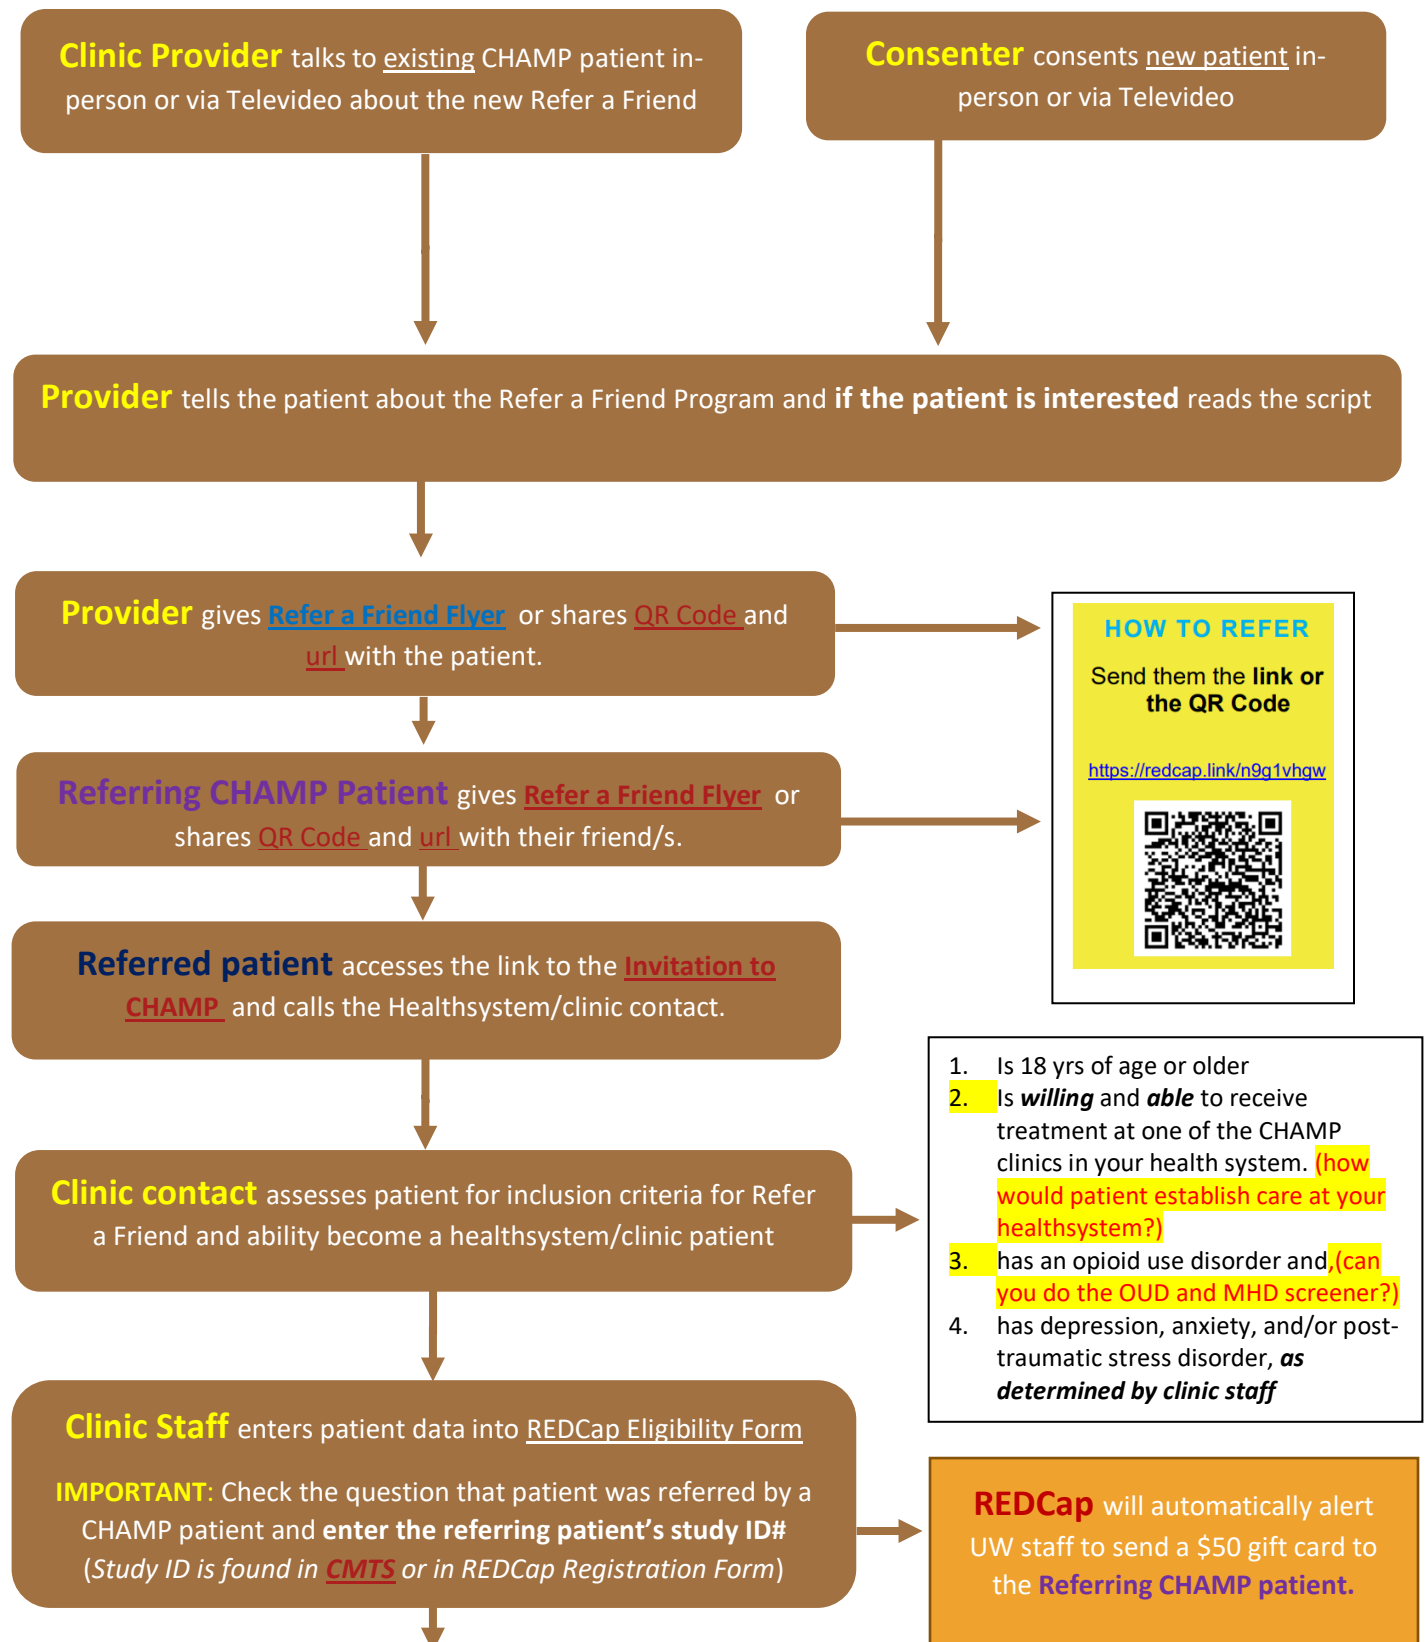 Clinic Provider talks to existing CHAMP patient in-
person or via Televideo about the new Refer a Friend
Consenter consents new patient in-
person or via Televideo
Provider tells the patient about the Refer a Friend Program and if the patient is interested reads the script
Provider gives Refer a Friend Flyer or shares QR Code and
url with the patient.
HOW TO REFER
Send them the link or
the QR Code
https://redcap.link/n9g1vhgw
Referring CHAMP Patient gives Refer a Friend Flyer or
shares QR Code and url with their friend/s.
Referred patient accesses the link to the Invitation to
CHAMP and calls the Healthsystem/clinic contact.
Clinic contact assesses patient for inclusion criteria for Refer
a Friend and ability become a healthsystem/clinic patient
1. Is 18 yrs of age or older
2. Is willing and able to receive
treatment at one of the CHAMP
clinics in your health system. (how
would patient establish care at your
healthsystem?)
3. has an opioid use disorder and,(can
you do the OUD and MHD screener?)
4. has depression, anxiety, and/or post-
traumatic stress disorder, as
determined by clinic staff
Clinic Staff enters patient data into REDCap Eligibility Form
IMPORTANT: Check the question that patient was referred by a
CHAMP patient and enter the referring patient's study ID#
(Study ID is found in CMTS or in REDCap Registration Form)
REDCap will automatically alert
UW staff to send a $50 gift card to
the Referring CHAMP patient.